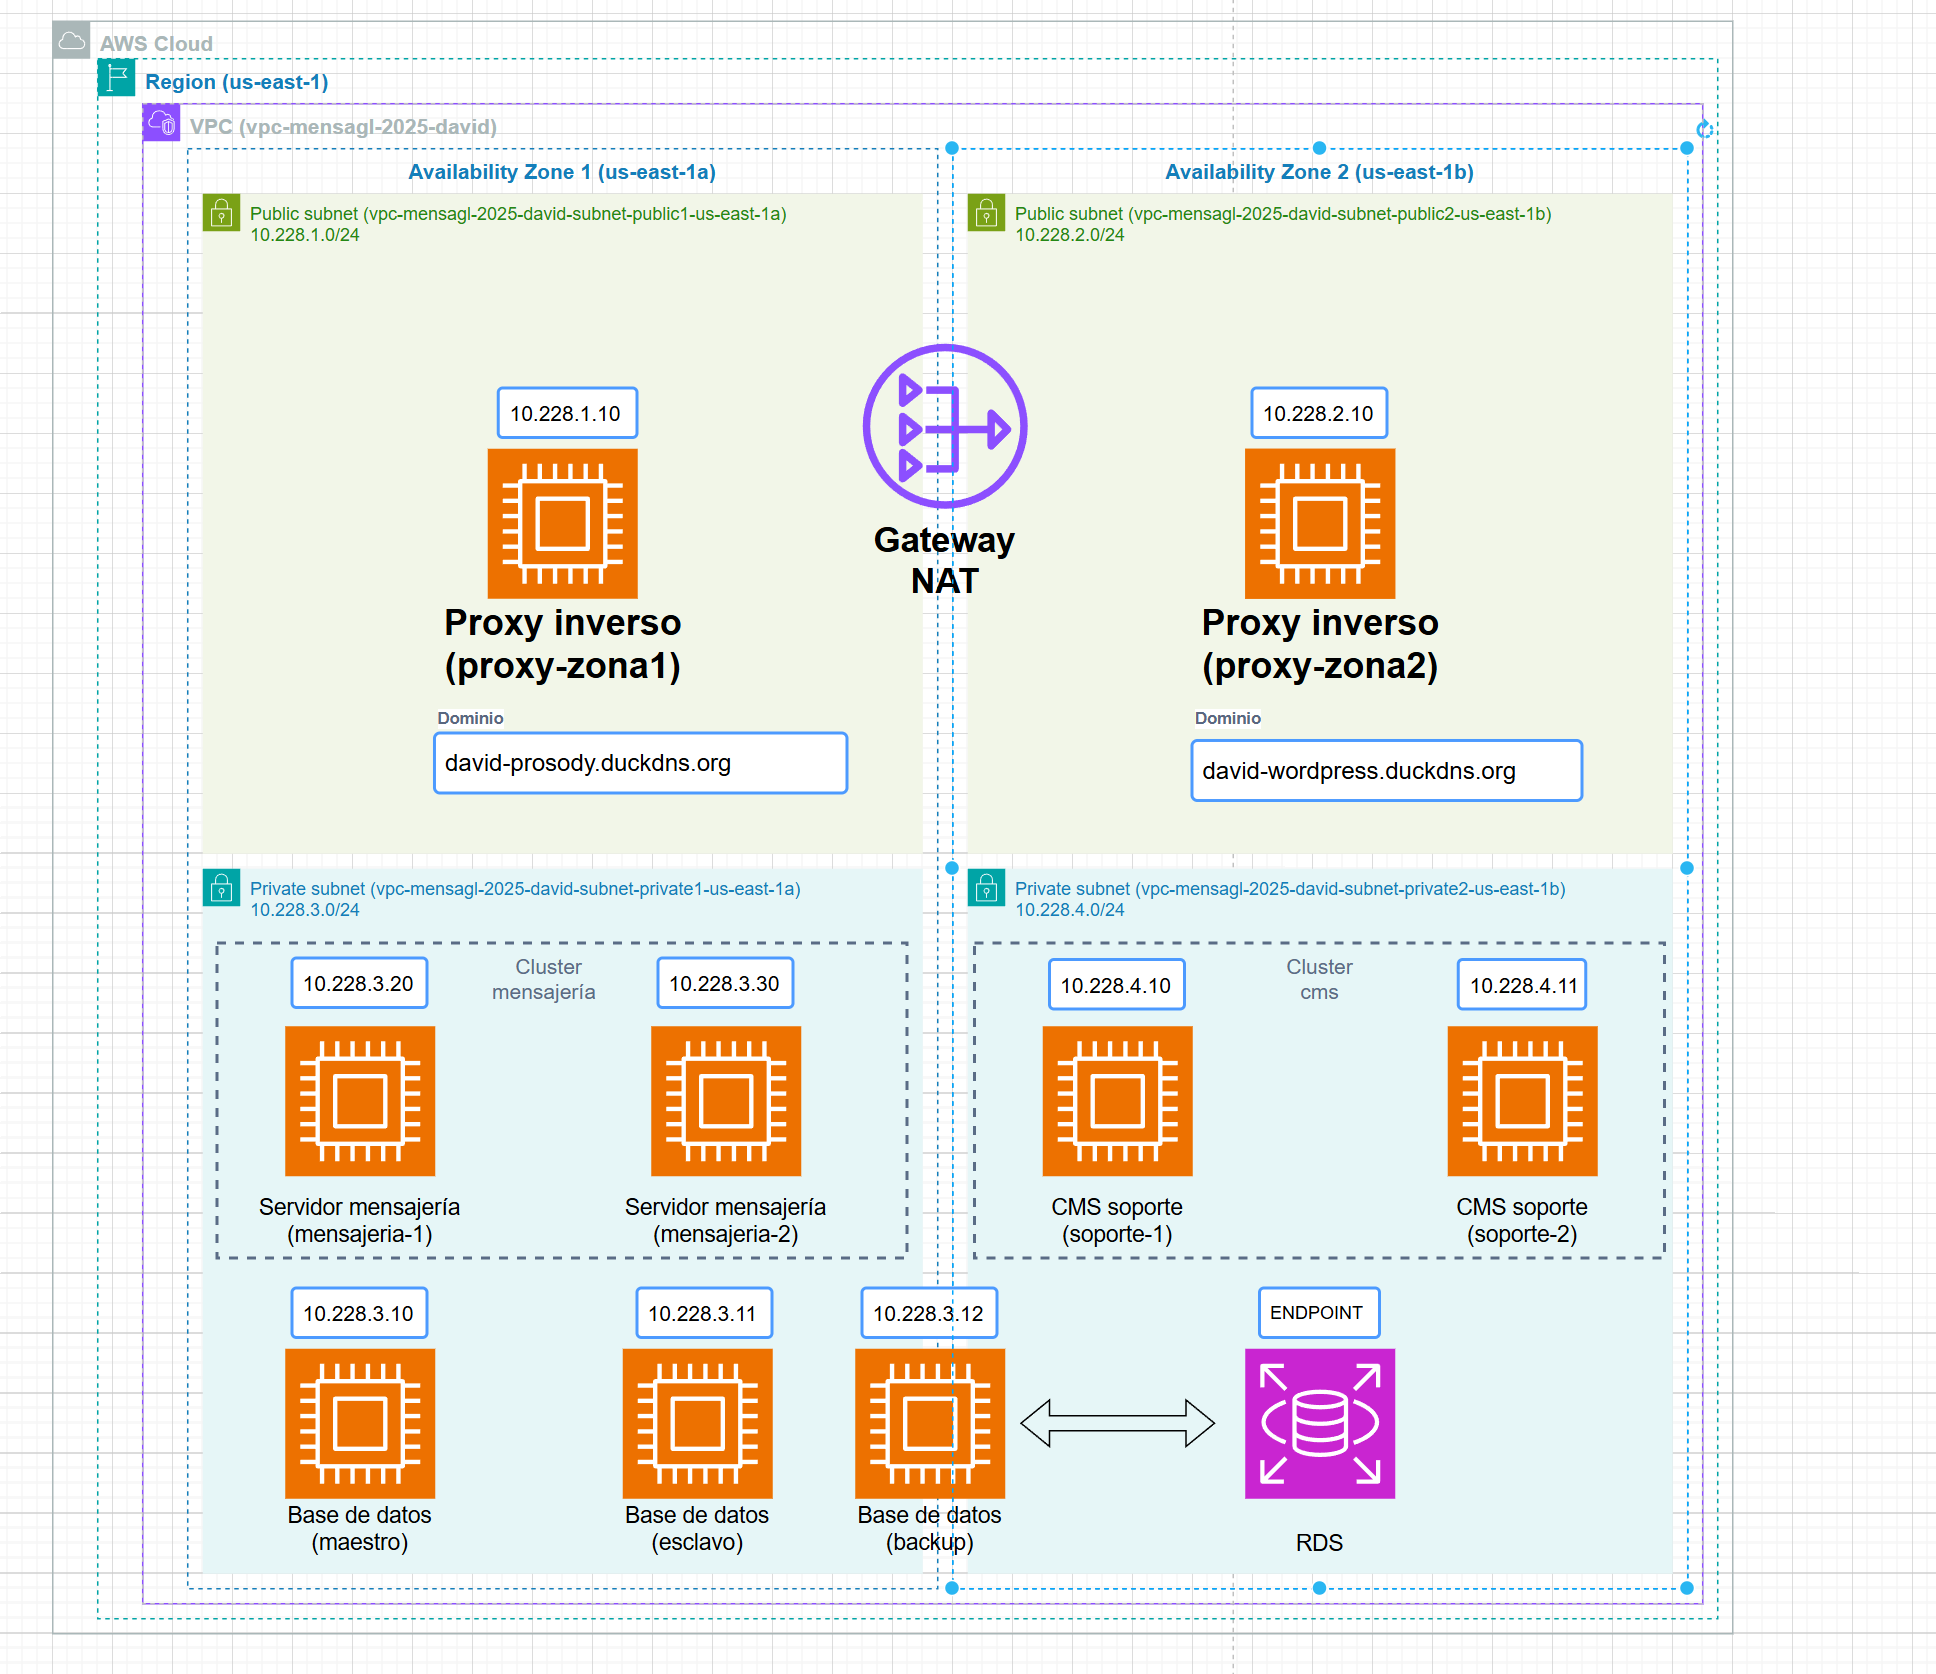 AWS Cloud
Region (us-east-1)
VPC (vpc-mensagl-2025-david)
Availability Zone 1 (us-east-1a)
Public subnet (vpc-mensagl-2025-david-subnet-public1-us-east-1a)
10.228.1.0/24
10.228.1.10
Proxy inverso
(proxy-zona1)
Dominio
david-prosody.duckdns.org
Gateway
NAT
Availability Zone 2 (us-east-1b)
Public subnet (vpc-mensagl-2025-david-subnet-public2-us-east-1b)
10.228.2.0/24
10.228.2.10
Proxy inverso
(proxy-zona2)
Dominio
david-wordpress.duckdns.org
Private subnet (vpc-mensagl-2025-david-subnet-private1-us-east-1a)
10.228.3.0/24
Cluster
mensajería
10.228.3.20
Servidor mensajería
(mensajeria-1)
10.228.3.30
Servidor mensajería
(mensajeria-2)
10.228.3.10
Base de datos
(maestro)
10.228.3.11
Base de datos
(esclavo)
10.228.3.12
Base de datos
(backup)
Private subnet (vpc-mensagl-2025-david-subnet-private2-us-east-1b)
10.228.4.0/24
Cluster
cms
10.228.4.10
CMS soporte
(soporte-1)
10.228.4.11
CMS soporte
(soporte-2)
ENDPOINT
RDS